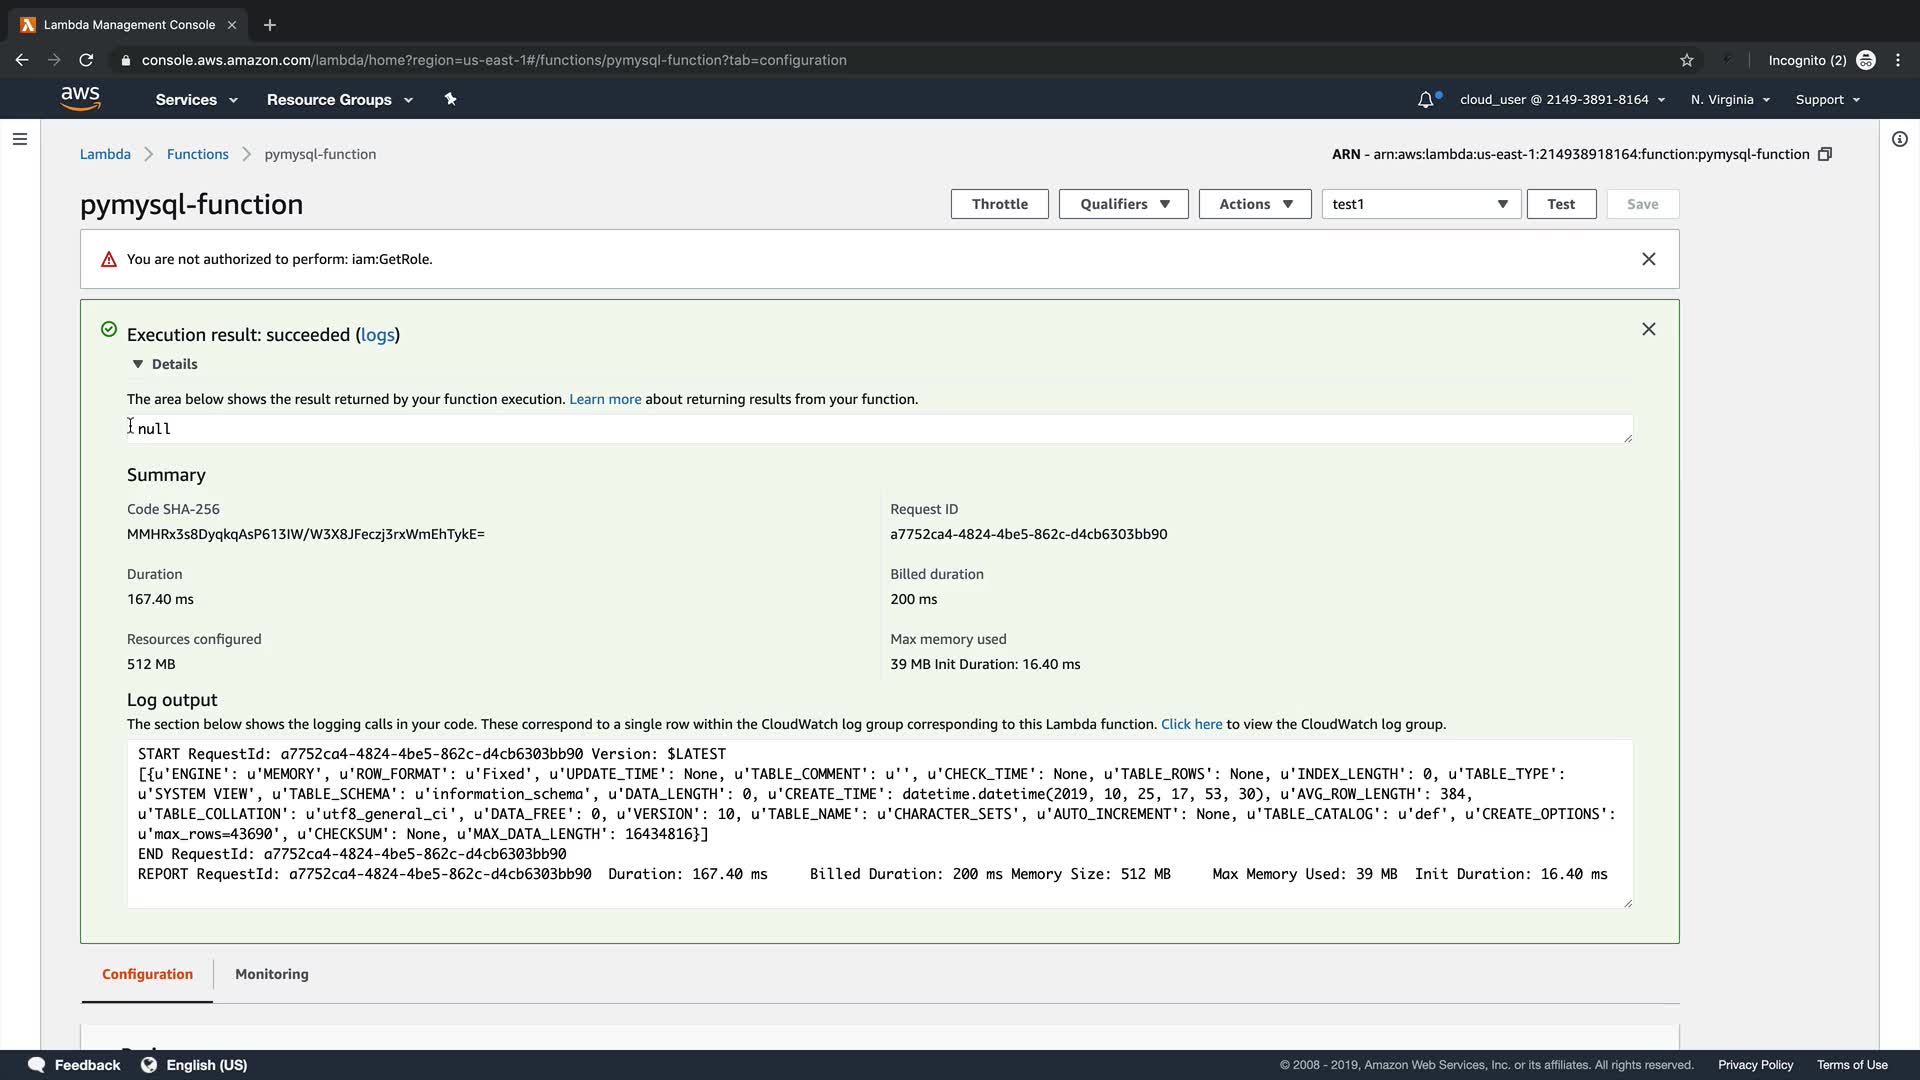 Lambda Management Console
console.aws.amazon.com/lambda/home?region=us-east-1#/functions/pymysql-function?tab=configuration
Incognito (2)
aws
Services
Resource Groups
cloud_user @ 2149-3891-8164
N. Virginia
Support
Lambda
Functions
pymysql-function
ARN - arn:aws:lambda:us-east-1:214938918164:function:pymysql-function
pymysql-function
Throttle
Qualifiers
Actions
test1
Test
Save
You are not authorized to perform: iam:GetRole.
Execution result: succeeded (logs)
Details
The area below shows the result returned by your function execution. Learn more about returning results from your function.
null
Summary
Code SHA-256
MMHRx3s8DyqkqAsP613IW/W3X8JFeczj3rxWmEhTykE=
Request ID
a7752ca4-4824-4be5-862c-d4cb6303bb90
Duration
167.40 ms
Billed duration
200 ms
Resources configured
512 MB
Max memory used
39 MB Init Duration: 16.40 ms
Log output
The section below shows the logging calls in your code. These correspond to a single row within the CloudWatch log group corresponding to this Lambda function. Click here to view the CloudWatch log group.
START RequestId: a7752ca4-4824-4be5-862c-d4cb6303bb90 Version: $LATEST
[{u'ENGINE': u'MEMORY', u'ROW_FORMAT': u'Fixed', u'UPDATE_TIME': None, u'TABLE_COMMENT': u'', u'CHECK_TIME': None, u'TABLE_ROWS': None, u'INDEX_LENGTH': 0, u'TABLE_TYPE':
u'SYSTEM VIEW', u'TABLE_SCHEMA': u'information_schema', u'DATA_LENGTH': 0, u'CREATE_TIME': datetime.datetime(2019, 10, 25, 17, 53, 30), u'AVG_ROW_LENGTH': 384,
u'TABLE_COLLATION': u'utf8_general_ci', u'DATA_FREE': 0, u'VERSION': 10, u'TABLE_NAME': u'CHARACTER_SETS', u'AUTO_INCREMENT': None, u'TABLE_CATALOG': u'def', u'CREATE_OPTIONS':
u'max_rows=43690', u'CHECKSUM': None, u'MAX_DATA_LENGTH': 16434816}]
END RequestId: a7752ca4-4824-4be5-862c-d4cb6303bb90
REPORT RequestId: a7752ca4-4824-4be5-862c-d4cb6303bb90 Duration: 167.40 ms Billed Duration: 200 ms Memory Size: 512 MB Max Memory Used: 39 MB Init Duration: 16.40 ms
Configuration
Monitoring
Feedback
English (US)
© 2008 - 2019, Amazon Web Services, Inc. or its affiliates. All rights reserved.
Privacy Policy
Terms of Use